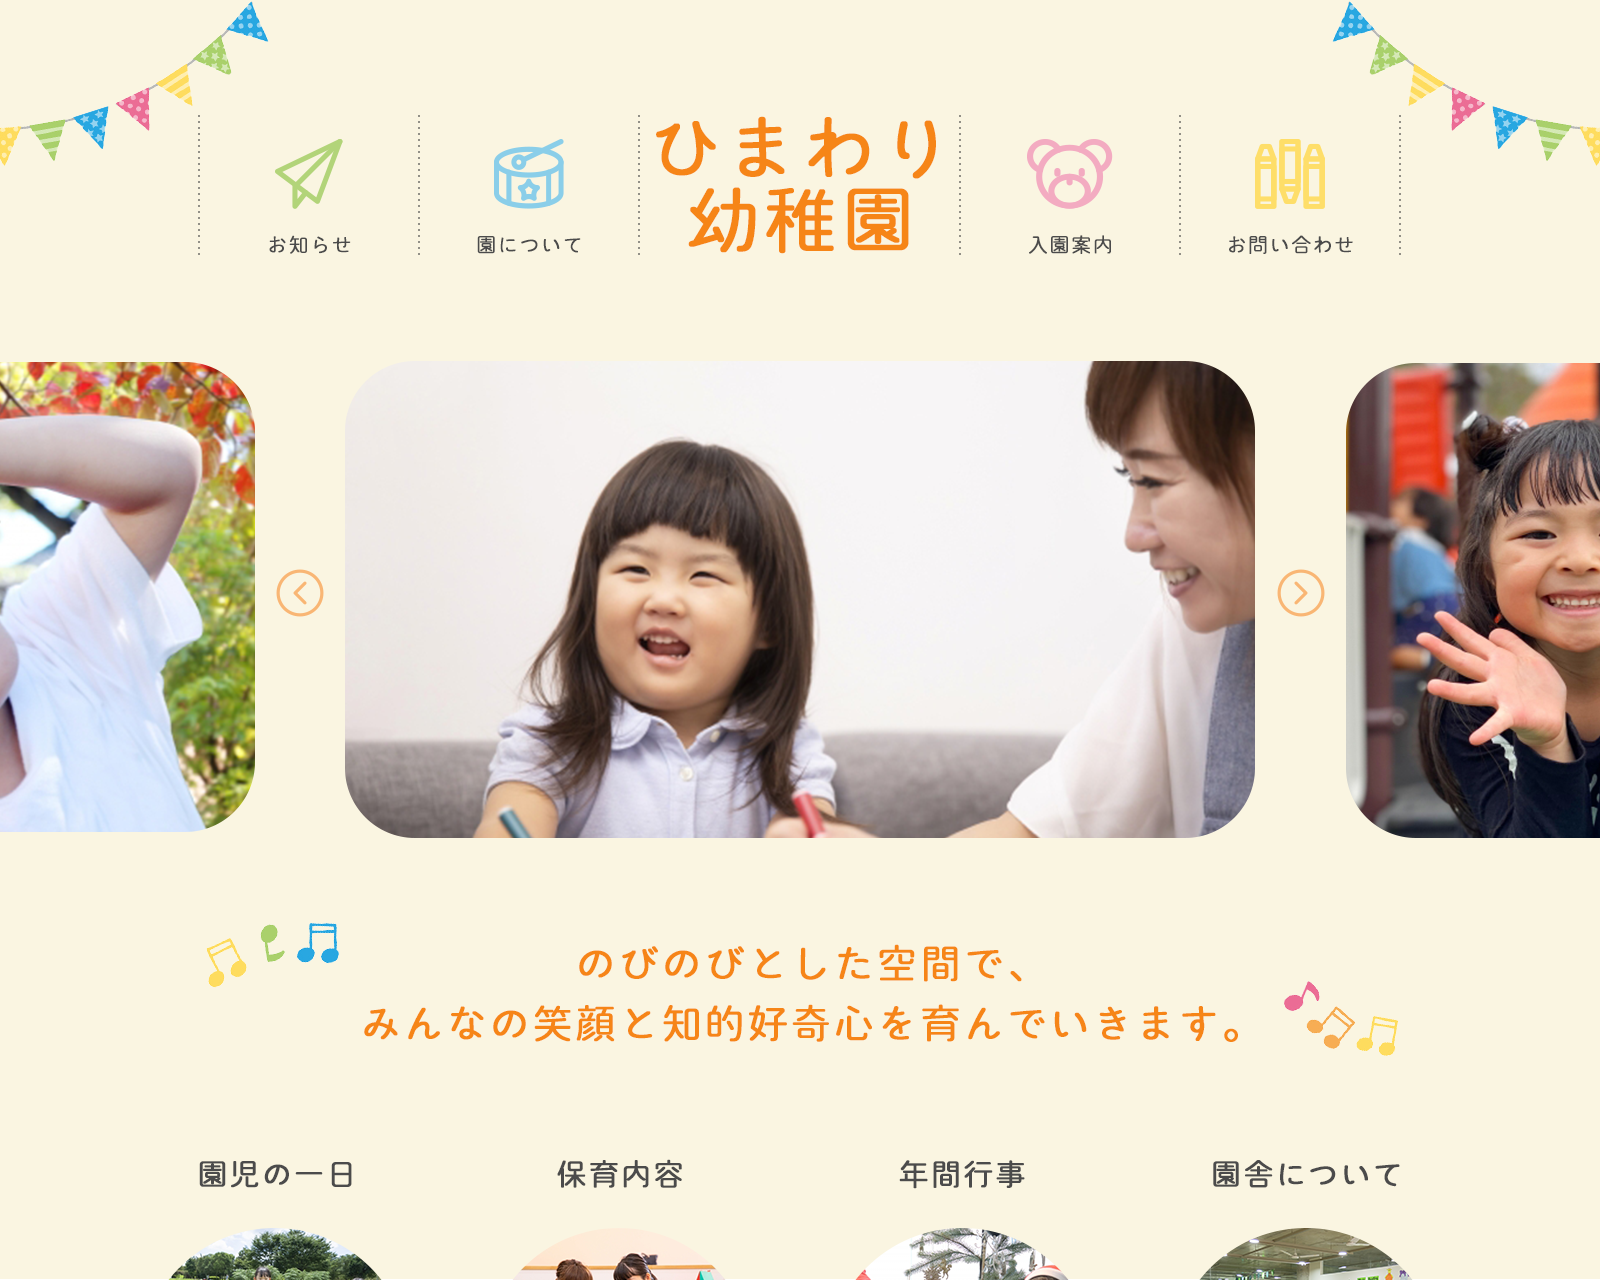 お知らせ
園について
ひまわり
幼稚園
入園案内
お問い合わせ
のびのびとした空間で、
みんなの笑顔と知的好奇心を育んでいきます。
園児の一日
保育内容
年間行事
園舎について